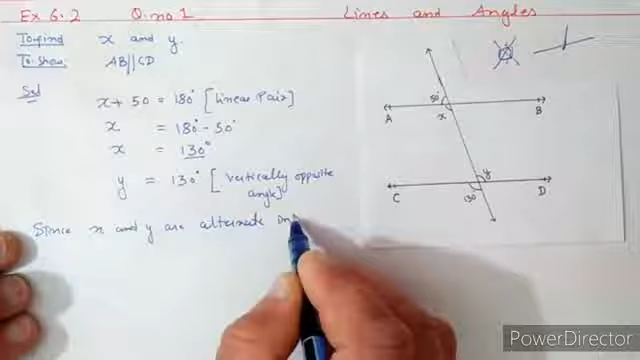 Ex 6.2 Q.no 1 Lines and Angles
To find x and y.
To show AB||CD
Sol
x + 50 = 180° [Linear Pair]
x = 180° - 50°
x = 130°
y = 130° [Vertically opposite
angle]
Since x and y are alternate in
50°
A
x
B
y
C
130°
D
PowerDirector